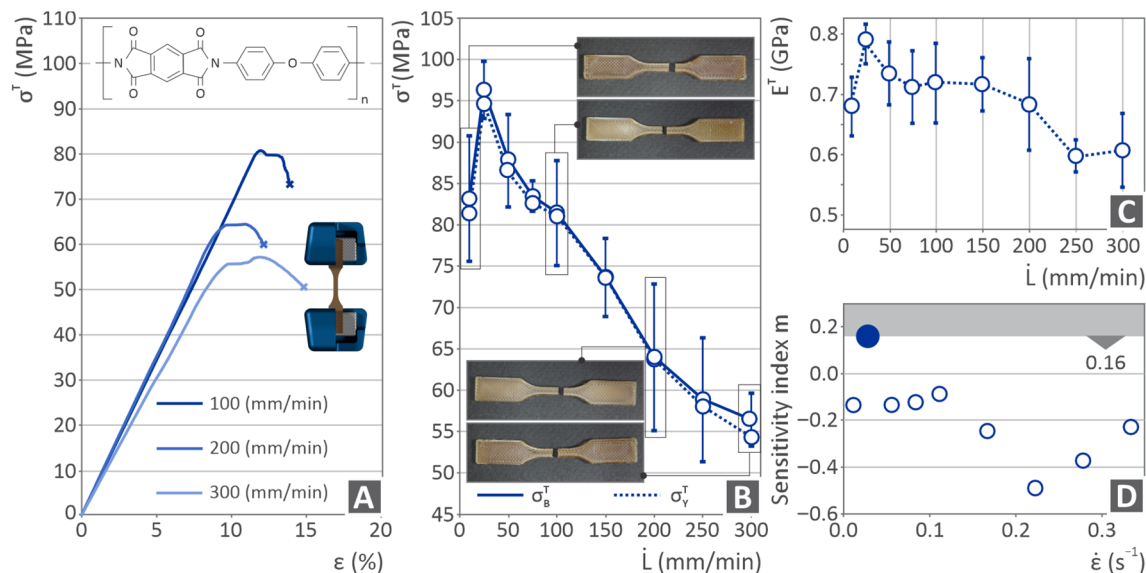 σᵀ (MPa)
110
100
90
80
70
60
50
40
30
20
10
0
0
5
10
15
20
ε (%)
O
O
N
O
O
N
O
n
100 (mm/min)
200 (mm/min)
300 (mm/min)
A
σᵀ (MPa)
105
100
95
90
85
80
75
70
65
60
55
50
45
0
50
100
150
200
250
300
L̇ (mm/min)
σᵀ_B
σᵀ_Y
B
Eᵀ (GPa)
0.8
0.7
0.6
0.5
0
50
100
150
200
250
300
L̇ (mm/min)
C
Sensitivity index m
0.2
0.0
−0.2
−0.4
−0.6
0.0
0.1
0.2
0.3
ε̇ (s⁻¹)
0.16
D